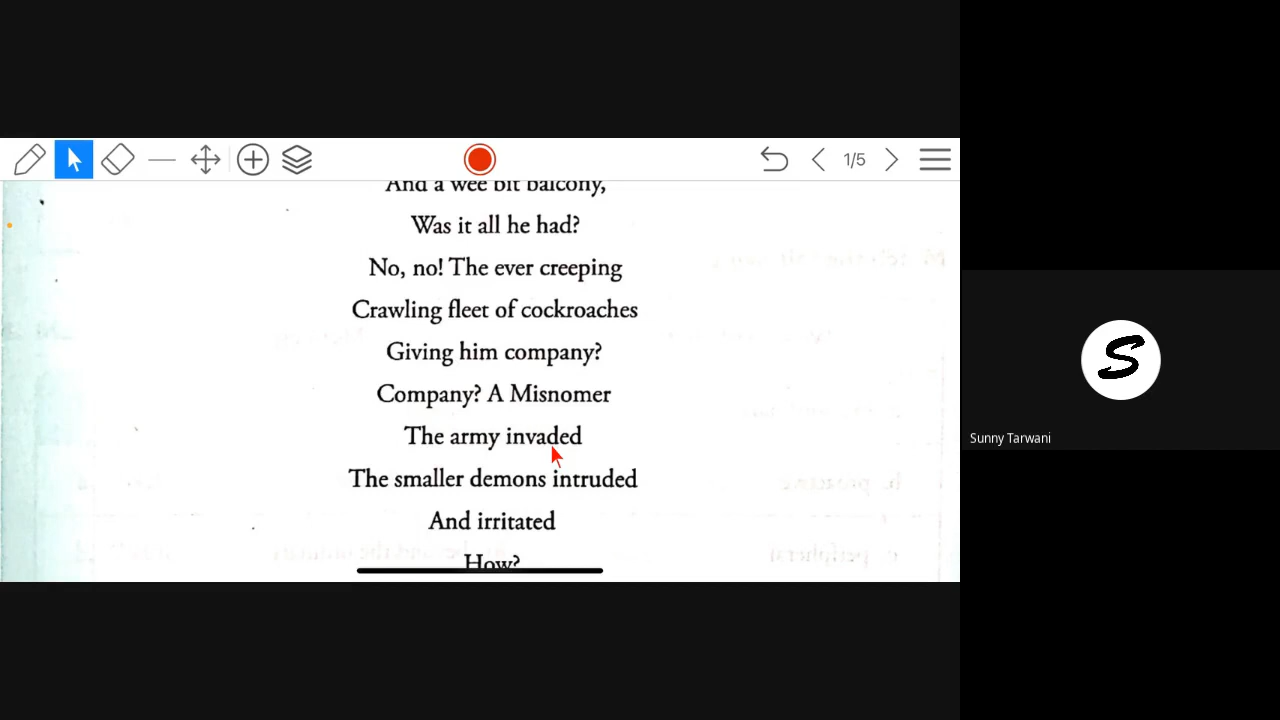 1/5
And a wee bit balcony,
Was it all he had?
No, no! The ever creeping
Crawling fleet of cockroaches
Giving him company?
Company? A Misnomer
The army invaded
The smaller demons intruded
And irritated
How?
S
Sunny Tarwani